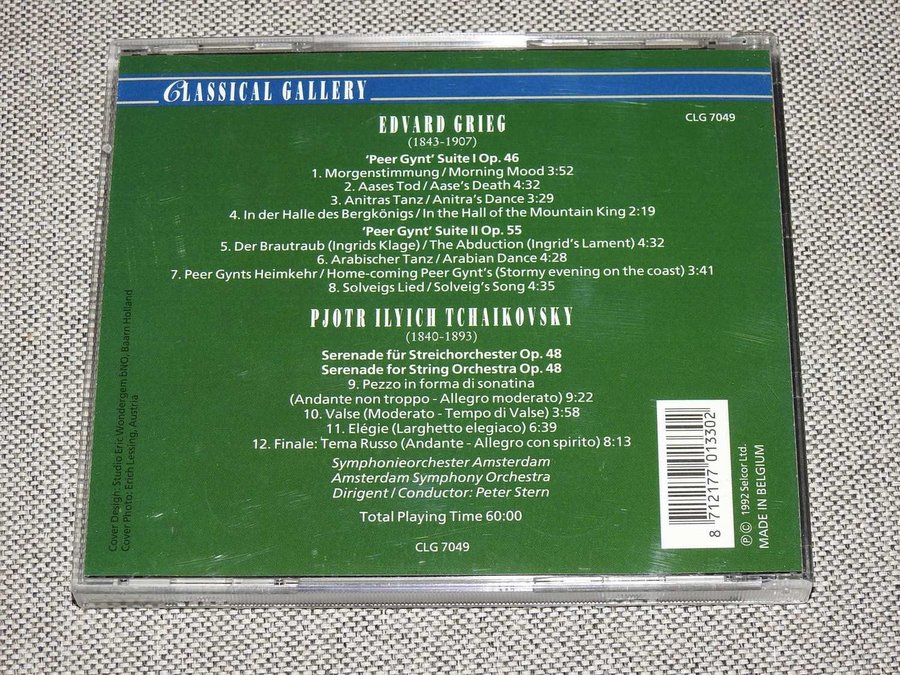 CLASSICAL GALLERY
CLG 7049
EDVARD GRIEG
(1843-1907)
'Peer Gynt' Suite I Op. 46
1. Morgenstimmung / Morning Mood 3:52
2. Aases Tod / Aase's Death 4:32
3. Anitras Tanz / Anitra's Dance 3:29
4. In der Halle des Bergkönigs / In the Hall of the Mountain King 2:19
'Peer Gynt' Suite II Op. 55
5. Der Brautraub (Ingrids Klage) / The Abduction (Ingrid's Lament) 4:32
6. Arabischer Tanz / Arabian Dance 4:28
7. Peer Gynts Heimkehr / Home-coming Peer Gynt's (Stormy evening on the coast) 3:41
8. Solveigs Lied / Solveig's Song 4:35
PJOTR ILYICH TCHAIKOVSKY
(1840-1893)
Serenade für Streichorchester Op. 48
Serenade for String Orchestra Op. 48
9. Pezzo in forma di sonatina
(Andante non troppo - Allegro moderato) 9:22
10. Valse (Moderato - Tempo di Valse) 3:58
11. Elégie (Larghetto elegiaco) 6:39
12. Finale: Tema Russo (Andante - Allegro con spirito) 8:13
Symphonieorchester Amsterdam
Amsterdam Symphony Orchestra
Dirigent / Conductor: Peter Stern
Total Playing Time 60:00
CLG 7049
Cover Design: Studio Eric Wondergem bNO, Baarn Holland
Cover Photo: Erich Lessing, Austria
8 712177 013302
℗ © 1992 Selcor Ltd.
MADE IN BELGIUM